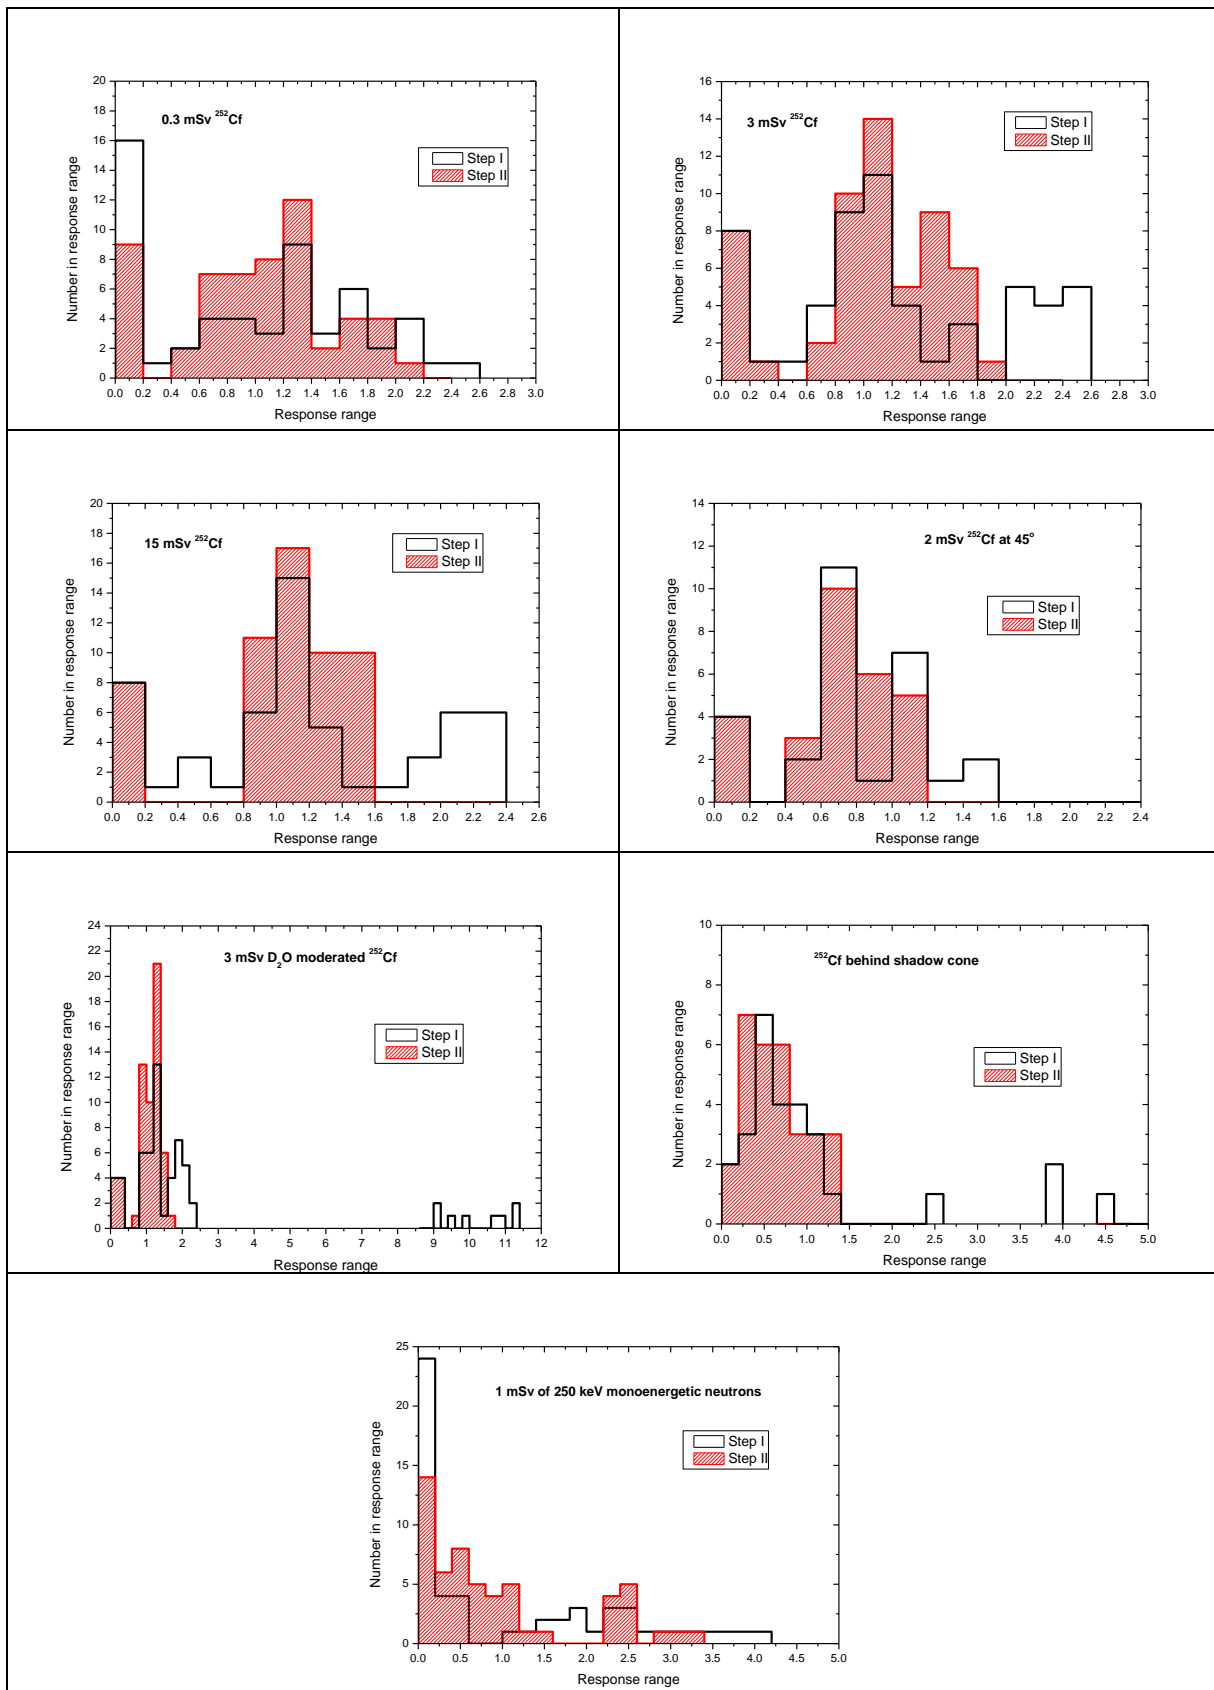 0.3 mSv ²⁵²Cf
Step I
Step II
Number in response range
20
18
16
14
12
10
8
6
4
2
0
0.0 0.2 0.4 0.6 0.8 1.0 1.2 1.4 1.6 1.8 2.0 2.2 2.4 2.6 2.8 3.0
Response range
3 mSv ²⁵²Cf
Step I
Step II
Number in response range
16
14
12
10
8
6
4
2
0
0.0 0.2 0.4 0.6 0.8 1.0 1.2 1.4 1.6 1.8 2.0 2.2 2.4 2.6 2.8 3.0
Response range
15 mSv ²⁵²Cf
Step I
Step II
Number in response range
20
18
16
14
12
10
8
6
4
2
0
0.0 0.2 0.4 0.6 0.8 1.0 1.2 1.4 1.6 1.8 2.0 2.2 2.4 2.6
Response range
2 mSv ²⁵²Cf at 45°
Step I
Step II
Number in response range
14
12
10
8
6
4
2
0
0.0 0.2 0.4 0.6 0.8 1.0 1.2 1.4 1.6 1.8 2.0 2.2 2.4
Response range
3 mSv D₂O moderated ²⁵²Cf
Step I
Step II
Number in response range
24
22
20
18
16
14
12
10
8
6
4
2
0
0 1 2 3 4 5 6 7 8 9 10 11 12
Response range
²⁵²Cf behind shadow cone
Step I
Step II
Number in response range
10
8
6
4
2
0
0.0 0.5 1.0 1.5 2.0 2.5 3.0 3.5 4.0 4.5 5.0
Response range
1 mSv of 250 keV monoenergetic neutrons
Step I
Step II
Number in response range
25
20
15
10
5
0
0.0 0.5 1.0 1.5 2.0 2.5 3.0 3.5 4.0 4.5 5.0
Response range